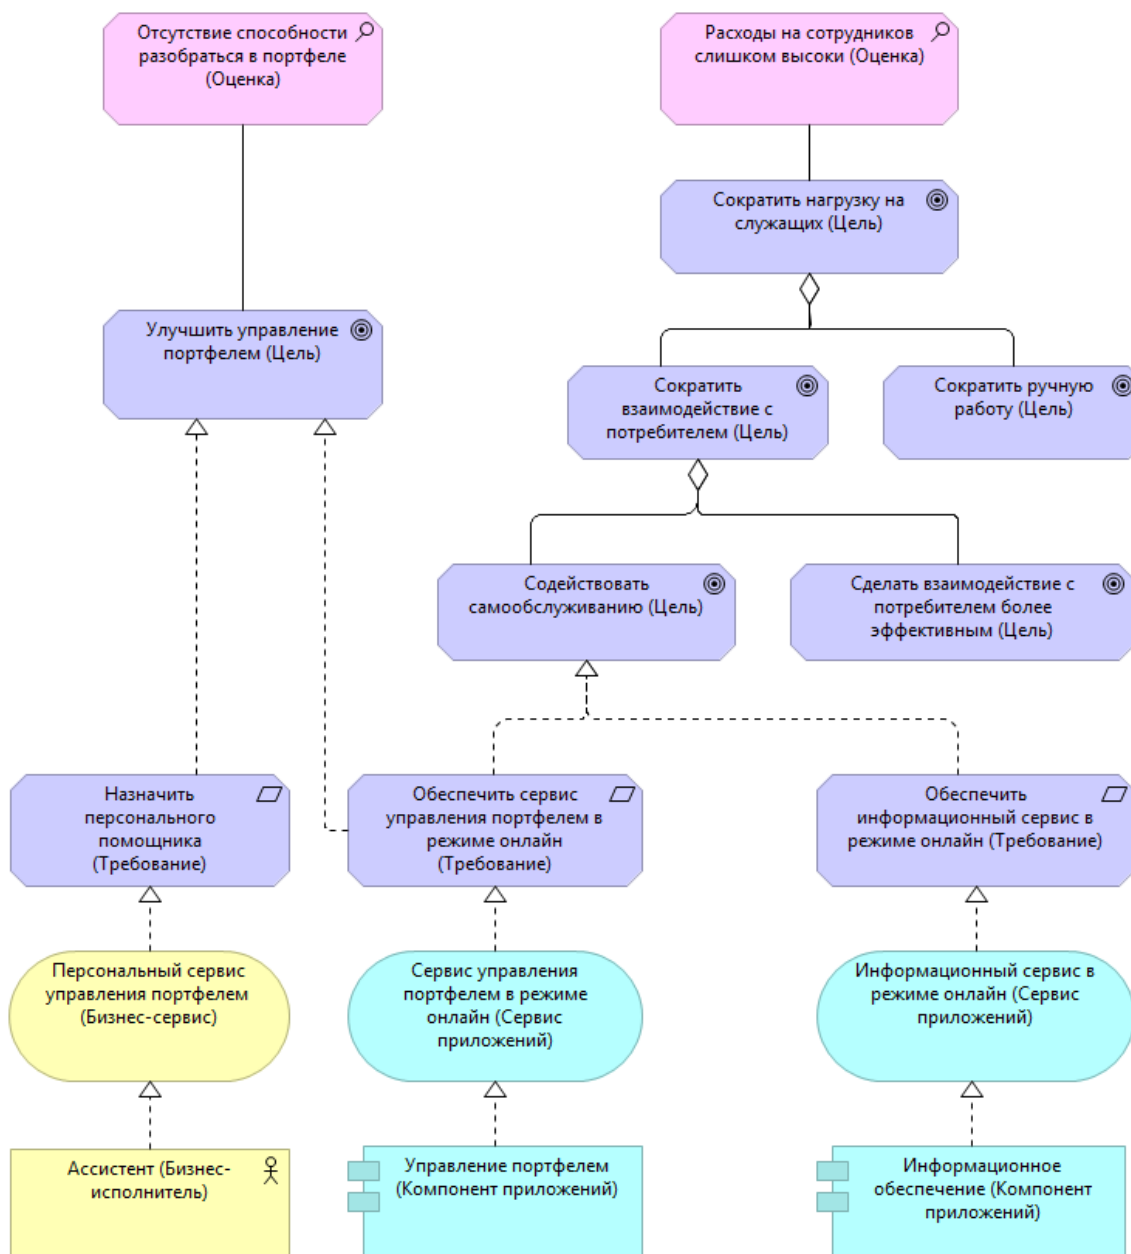 Отсутствие способности
разобраться в портфеле
(Оценка)
Расходы на сотрудников
слишком высоки (Оценка)
Сократить нагрузку на
служащих (Цель)
Улучшить управление
портфелем (Цель)
Сократить
взаимодействие с
потребителем (Цель)
Сократить ручную
работу (Цель)
Содействовать
самообслуживанию (Цель)
Сделать взаимодействие с
потребителем более
эффективным (Цель)
Назначить
персонального
помощника
(Требование)
Обеспечить сервис
управления портфелем в
режиме онлайн
(Требование)
Обеспечить
информационный сервис в
режиме онлайн (Требование)
Персональный сервис
управления портфелем
(Бизнес-сервис)
Сервис управления
портфелем в режиме
онлайн (Сервис
приложений)
Информационный сервис в
режиме онлайн (Сервис
приложений)
Ассистент (Бизнес-
исполнитель)
Управление портфелем
(Компонент приложений)
Информационное
обеспечение (Компонент
приложений)